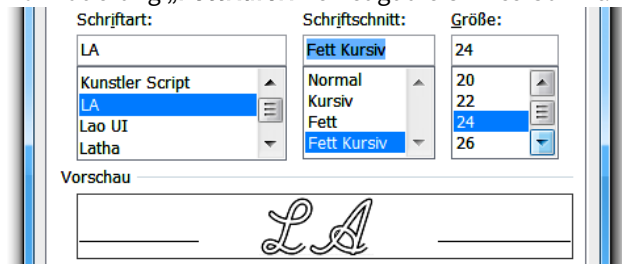 Schriftart: Schriftschnitt: Größe:
LA Fett Kursiv 24
Kunstler Script Normal 20
LA Kursiv 22
Lao UI Fett 24
Latha Fett Kursiv 26
Vorschau
LA